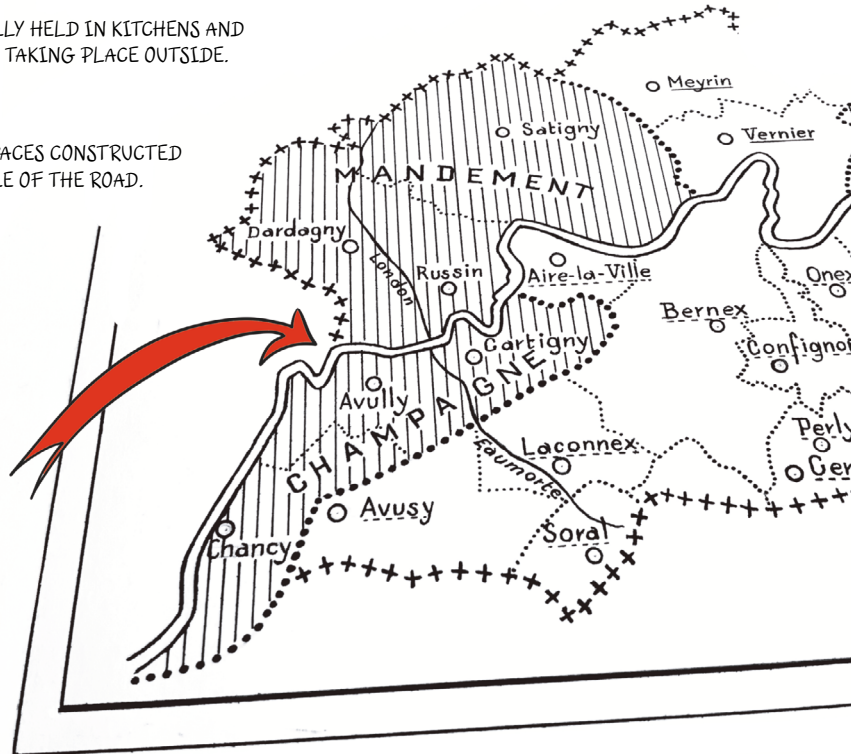 LLY HELD IN KITCHENS AND
TAKING PLACE OUTSIDE.
ACES CONSTRUCTED
LE OF THE ROAD.
Meyrin
Vernier
Satigny
MANDEMENT
Dardagny
London
Russin
Aire-la-Ville
Onex
Bernex
Cartigny
Confignon
Avully
CHAMPAGNE
Perly
Laconnex
Cer
Eaumorte
Avusy
Soral
Chancy